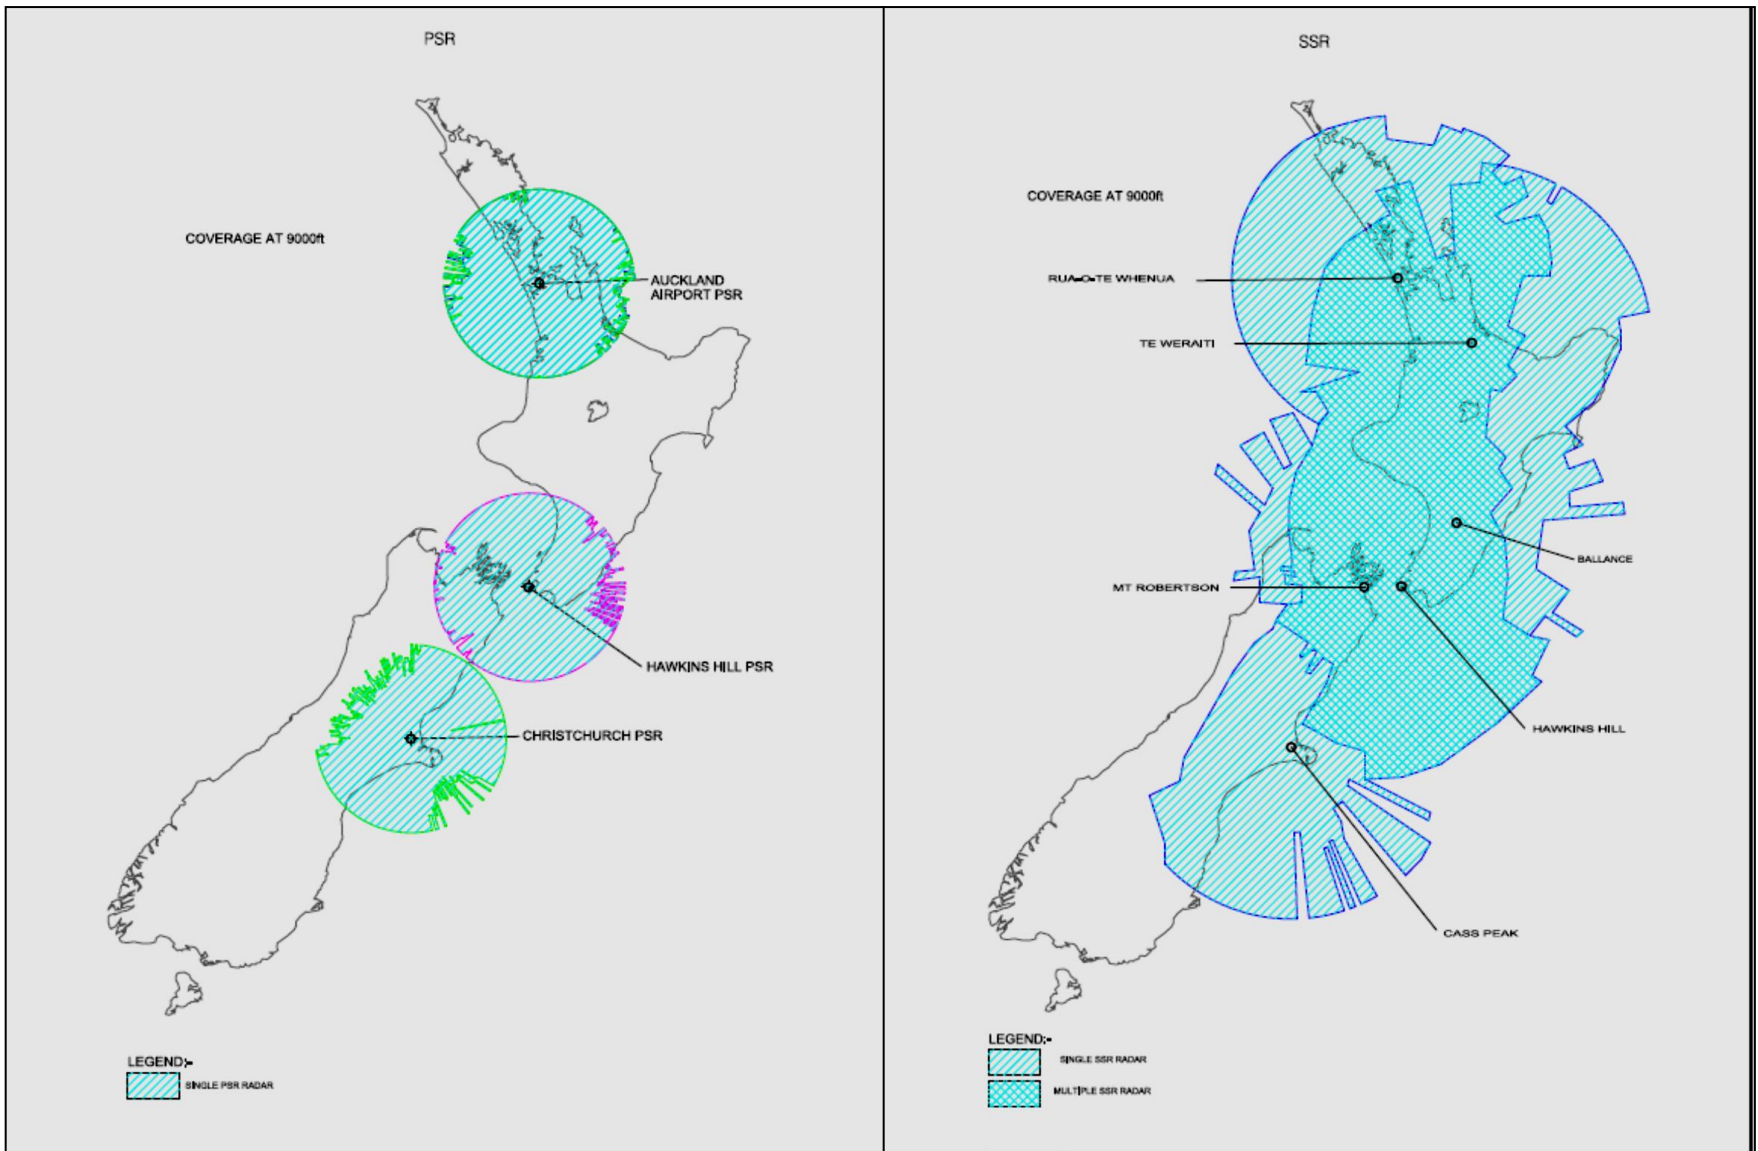 PSR
COVERAGE AT 9000ft
AUCKLAND
AIRPORT PSR
HAWKINS HILL PSR
CHRISTCHURCH PSR
LEGEND:-
SINGLE PSR RADAR
SSR
COVERAGE AT 9000ft
RUA-O-TE WHENUA
TE WERAITI
BALLANCE
MT ROBERTSON
HAWKINS HILL
CASS PEAK
LEGEND:-
SINGLE SSR RADAR
MULTIPLE SSR RADAR